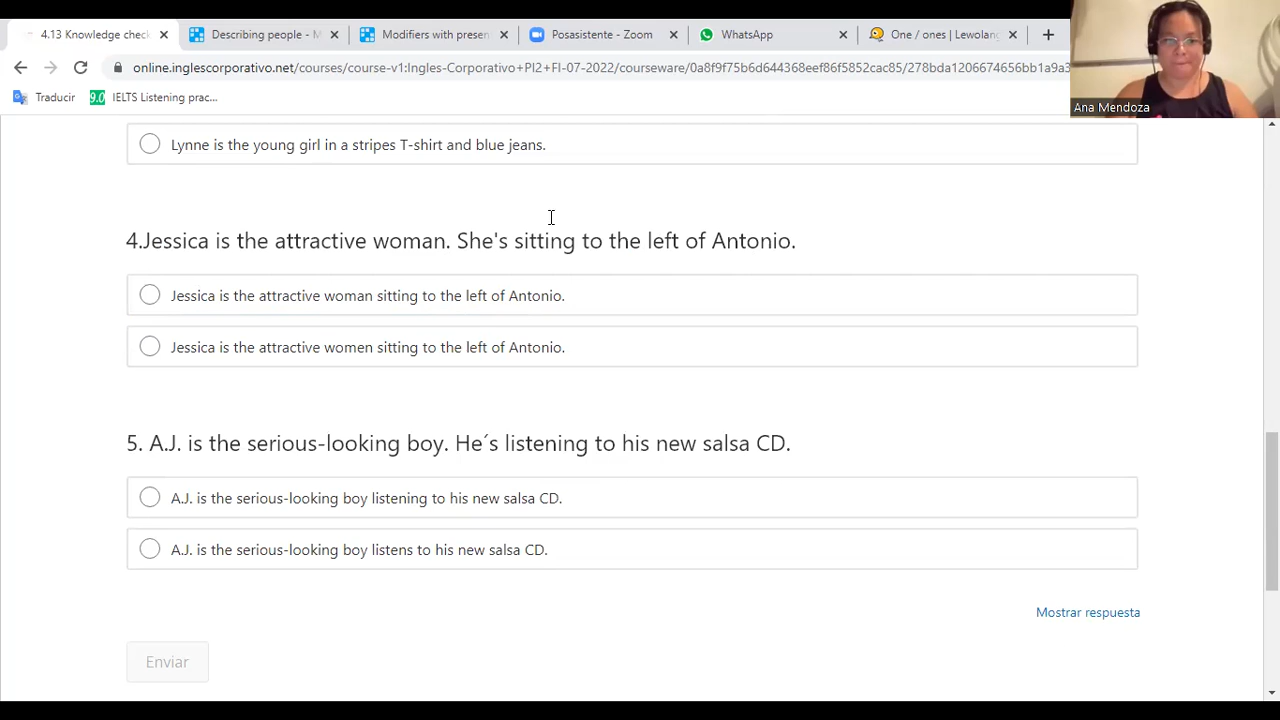 4.13 Knowledge check
Describing people - M
Modifiers with presen
Posasistente - Zoom
WhatsApp
One / ones | Lewolang
online.inglescorporativo.net/courses/course-v1:Ingles-Corporativo+PI2+FI-07-2022/courseware/0a8f9f75b6d644368eef86f5852cac85/278bda1206674656bb1a9a3
Traducir
9.0 IELTS Listening prac...
Ana Mendoza
Lynne is the young girl in a stripes T-shirt and blue jeans.
4.Jessica is the attractive woman. She's sitting to the left of Antonio.
Jessica is the attractive woman sitting to the left of Antonio.
Jessica is the attractive women sitting to the left of Antonio.
5. A.J. is the serious-looking boy. He´s listening to his new salsa CD.
A.J. is the serious-looking boy listening to his new salsa CD.
A.J. is the serious-looking boy listens to his new salsa CD.
Mostrar respuesta
Enviar